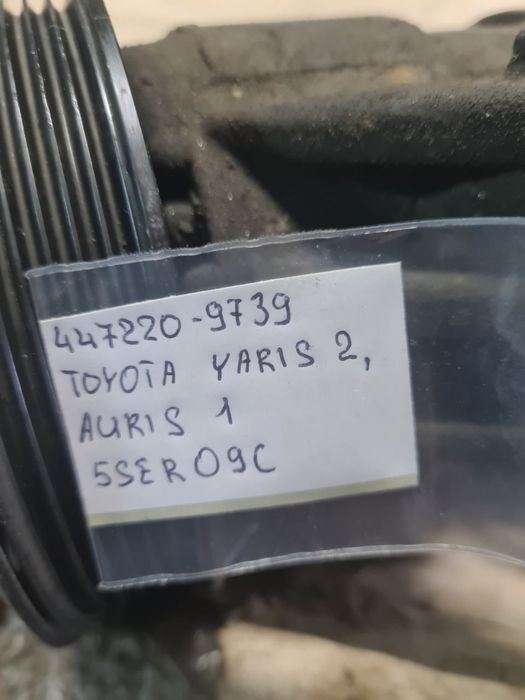 447220-9739
TOYOTA YARIS 2,
AURIS 1
5SER09C